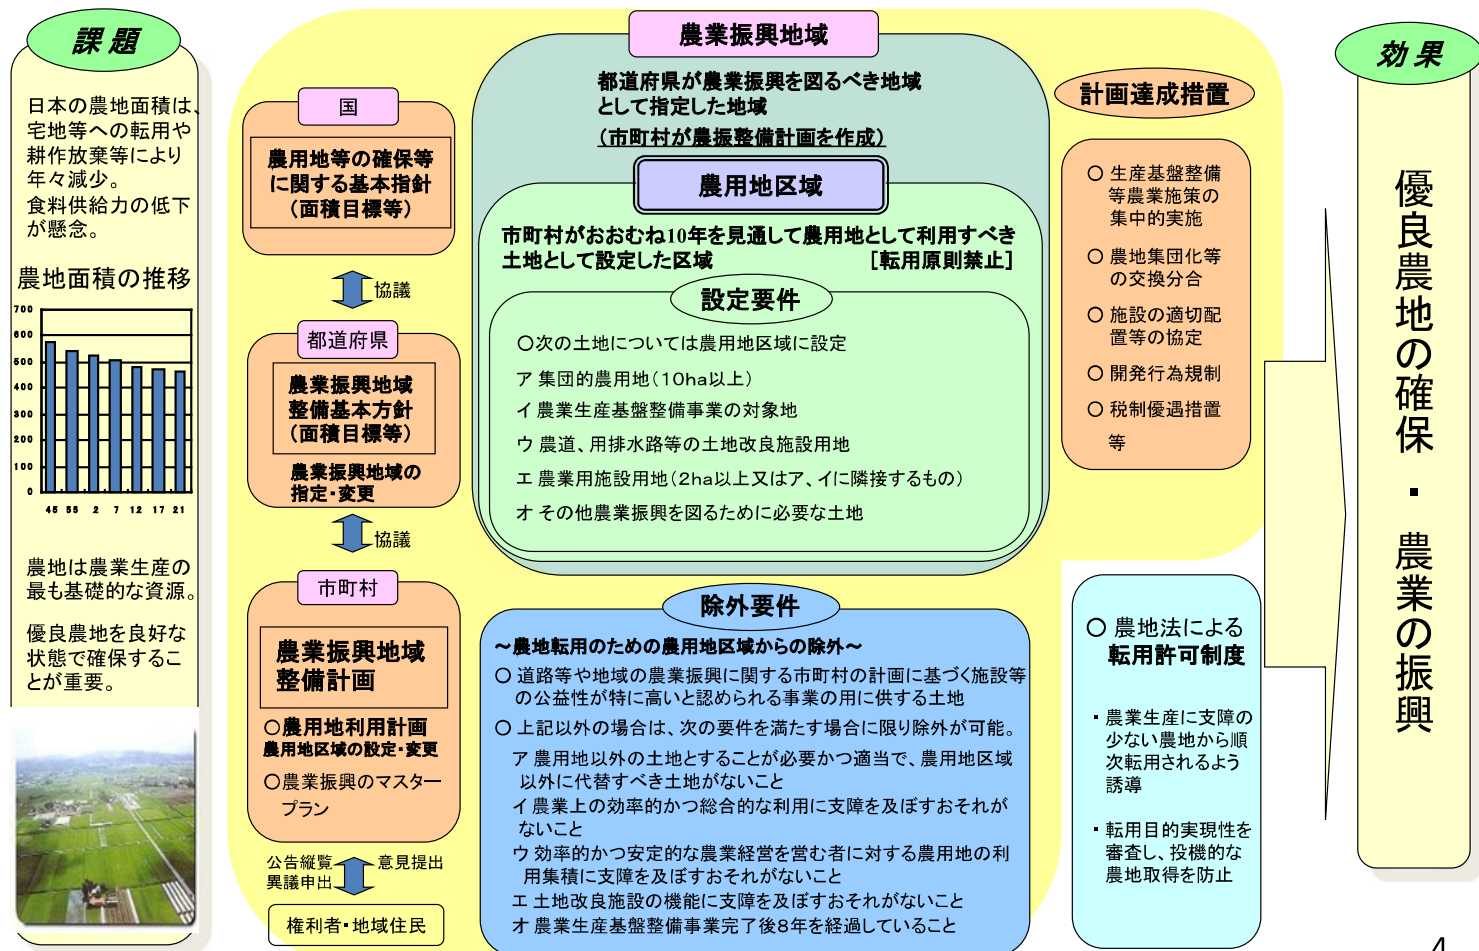 課 題
日本の農地面積は、
宅地等への転用や
耕作放棄等により
年々減少。
食料供給力の低下
が懸念。
農地面積の推移
700
600
500
400
300
200
100
0
45 55 2 7 12 17 21
農地は農業生産の
最も基礎的な資源。
優良農地を良好な
状態で確保するこ
とが重要。
国
農用地等の確保等
に関する基本指針
(面積目標等)
協議
都道府県
農業振興地域
整備基本方針
(面積目標等)
農業振興地域の
指定・変更
協議
市町村
農業振興地域
整備計画
○農用地利用計画
農用地区域の設定・変更
○農業振興のマスター
プラン
公告縦覧
異議申出
意見提出
権利者・地域住民
農業振興地域
都道府県が農業振興を図るべき地域
として指定した地域
(市町村が農振整備計画を作成)
農用地区域
市町村がおおむね10年を見通して農用地として利用すべき
土地として設定した区域 [転用原則禁止]
設定要件
○次の土地については農用地区域に設定
ア 集団的農用地(10ha以上)
イ 農業生産基盤整備事業の対象地
ウ 農道、用排水路等の土地改良施設用地
エ 農業用施設用地(2ha以上又はア、イに隣接するもの)
オ その他農業振興を図るために必要な土地
除外要件
～農地転用のための農用地区域からの除外～
○ 道路等や地域の農業振興に関する市町村の計画に基づく施設等
の公益性が特に高いと認められる事業の用に供する土地
○ 上記以外の場合は、次の要件を満たす場合に限り除外が可能。
ア 農用地以外の土地とすることが必要かつ適当で、農用地区域
以外に代替すべき土地がないこと
イ 農業上の効率的かつ総合的な利用に支障を及ぼすおそれが
ないこと
ウ 効率的かつ安定的な農業経営を営む者に対する農用地の利
用集積に支障を及ぼすおそれがないこと
エ 土地改良施設の機能に支障を及ぼすおそれがないこと
オ 農業生産基盤整備事業完了後8年を経過していること
計画達成措置
○ 生産基盤整備
等農業施策の
集中的実施
○ 農地集団化等
の交換分合
○ 施設の適切配
置等の協定
○ 開発行為規制
○ 税制優遇措置
等
○ 農地法による
転用許可制度
・ 農業生産に支障の
少ない農地から順
次転用されるよう
誘導
・ 転用目的実現性を
審査し、投機的な
農地取得を防止
効 果
優良農地の確保・農業の振興
4